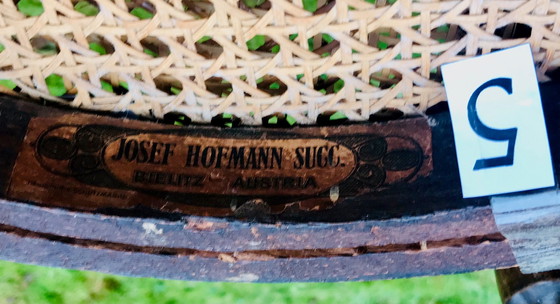 JOSEF HOFMANN SUCC.
BIELITZ AUSTRIA
5